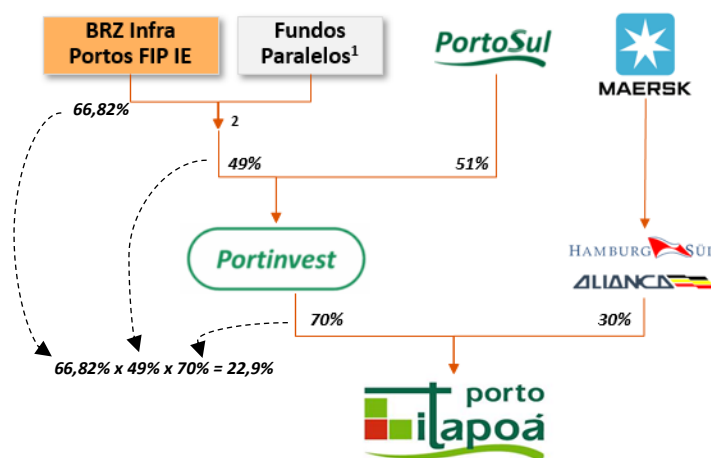 BRZ Infra
Portos FIP IE
Fundos
Paralelos¹
PortoSul
MAERSK
66,82%
2
49%
51%
Portinvest
HAMBURG SÜD
ALIANÇA
70%
30%
66,82% x 49% x 70% = 22,9%
porto
itapoá